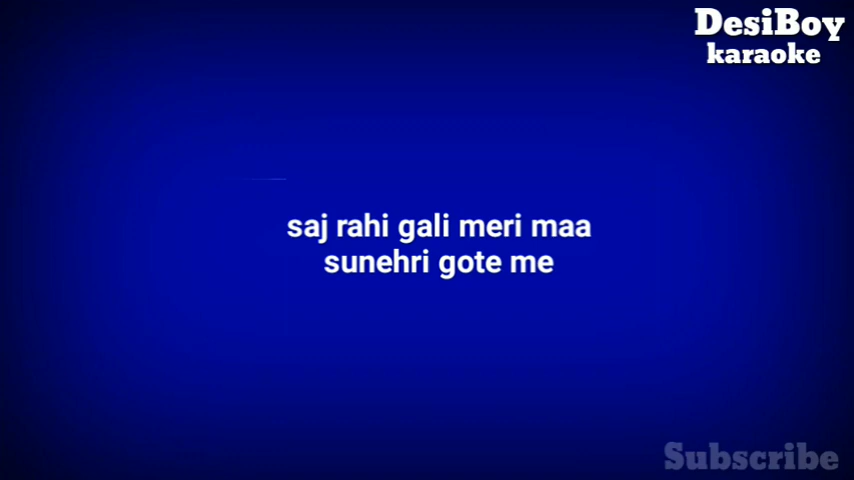 DesiBoy
karaoke
saj rahi gali meri maa
sunehri gote me
Subscribe